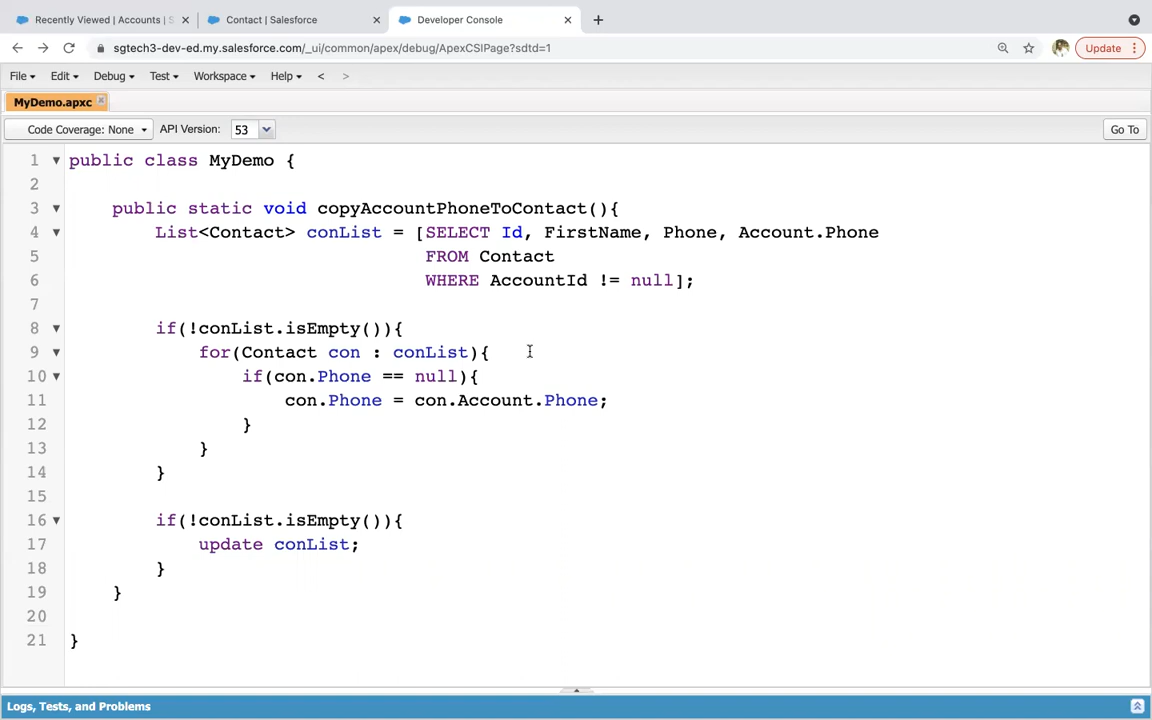 Recently Viewed | Accounts | S
Contact | Salesforce
Developer Console
sgtech3-dev-ed.my.salesforce.com/_ui/common/apex/debug/ApexCSIPage?sdtd=1
Update
File Edit Debug Test Workspace Help < >
MyDemo.apxc
Code Coverage: None API Version: 53 Go To
1 public class MyDemo {
2
3 public static void copyAccountPhoneToContact(){
4 List<Contact> conList = [SELECT Id, FirstName, Phone, Account.Phone
5 FROM Contact
6 WHERE AccountId != null];
7
8 if(!conList.isEmpty()){
9 for(Contact con : conList){
10 if(con.Phone == null){
11 con.Phone = con.Account.Phone;
12 }
13 }
14 }
15
16 if(!conList.isEmpty()){
17 update conList;
18 }
19 }
20
21 }
Logs, Tests, and Problems